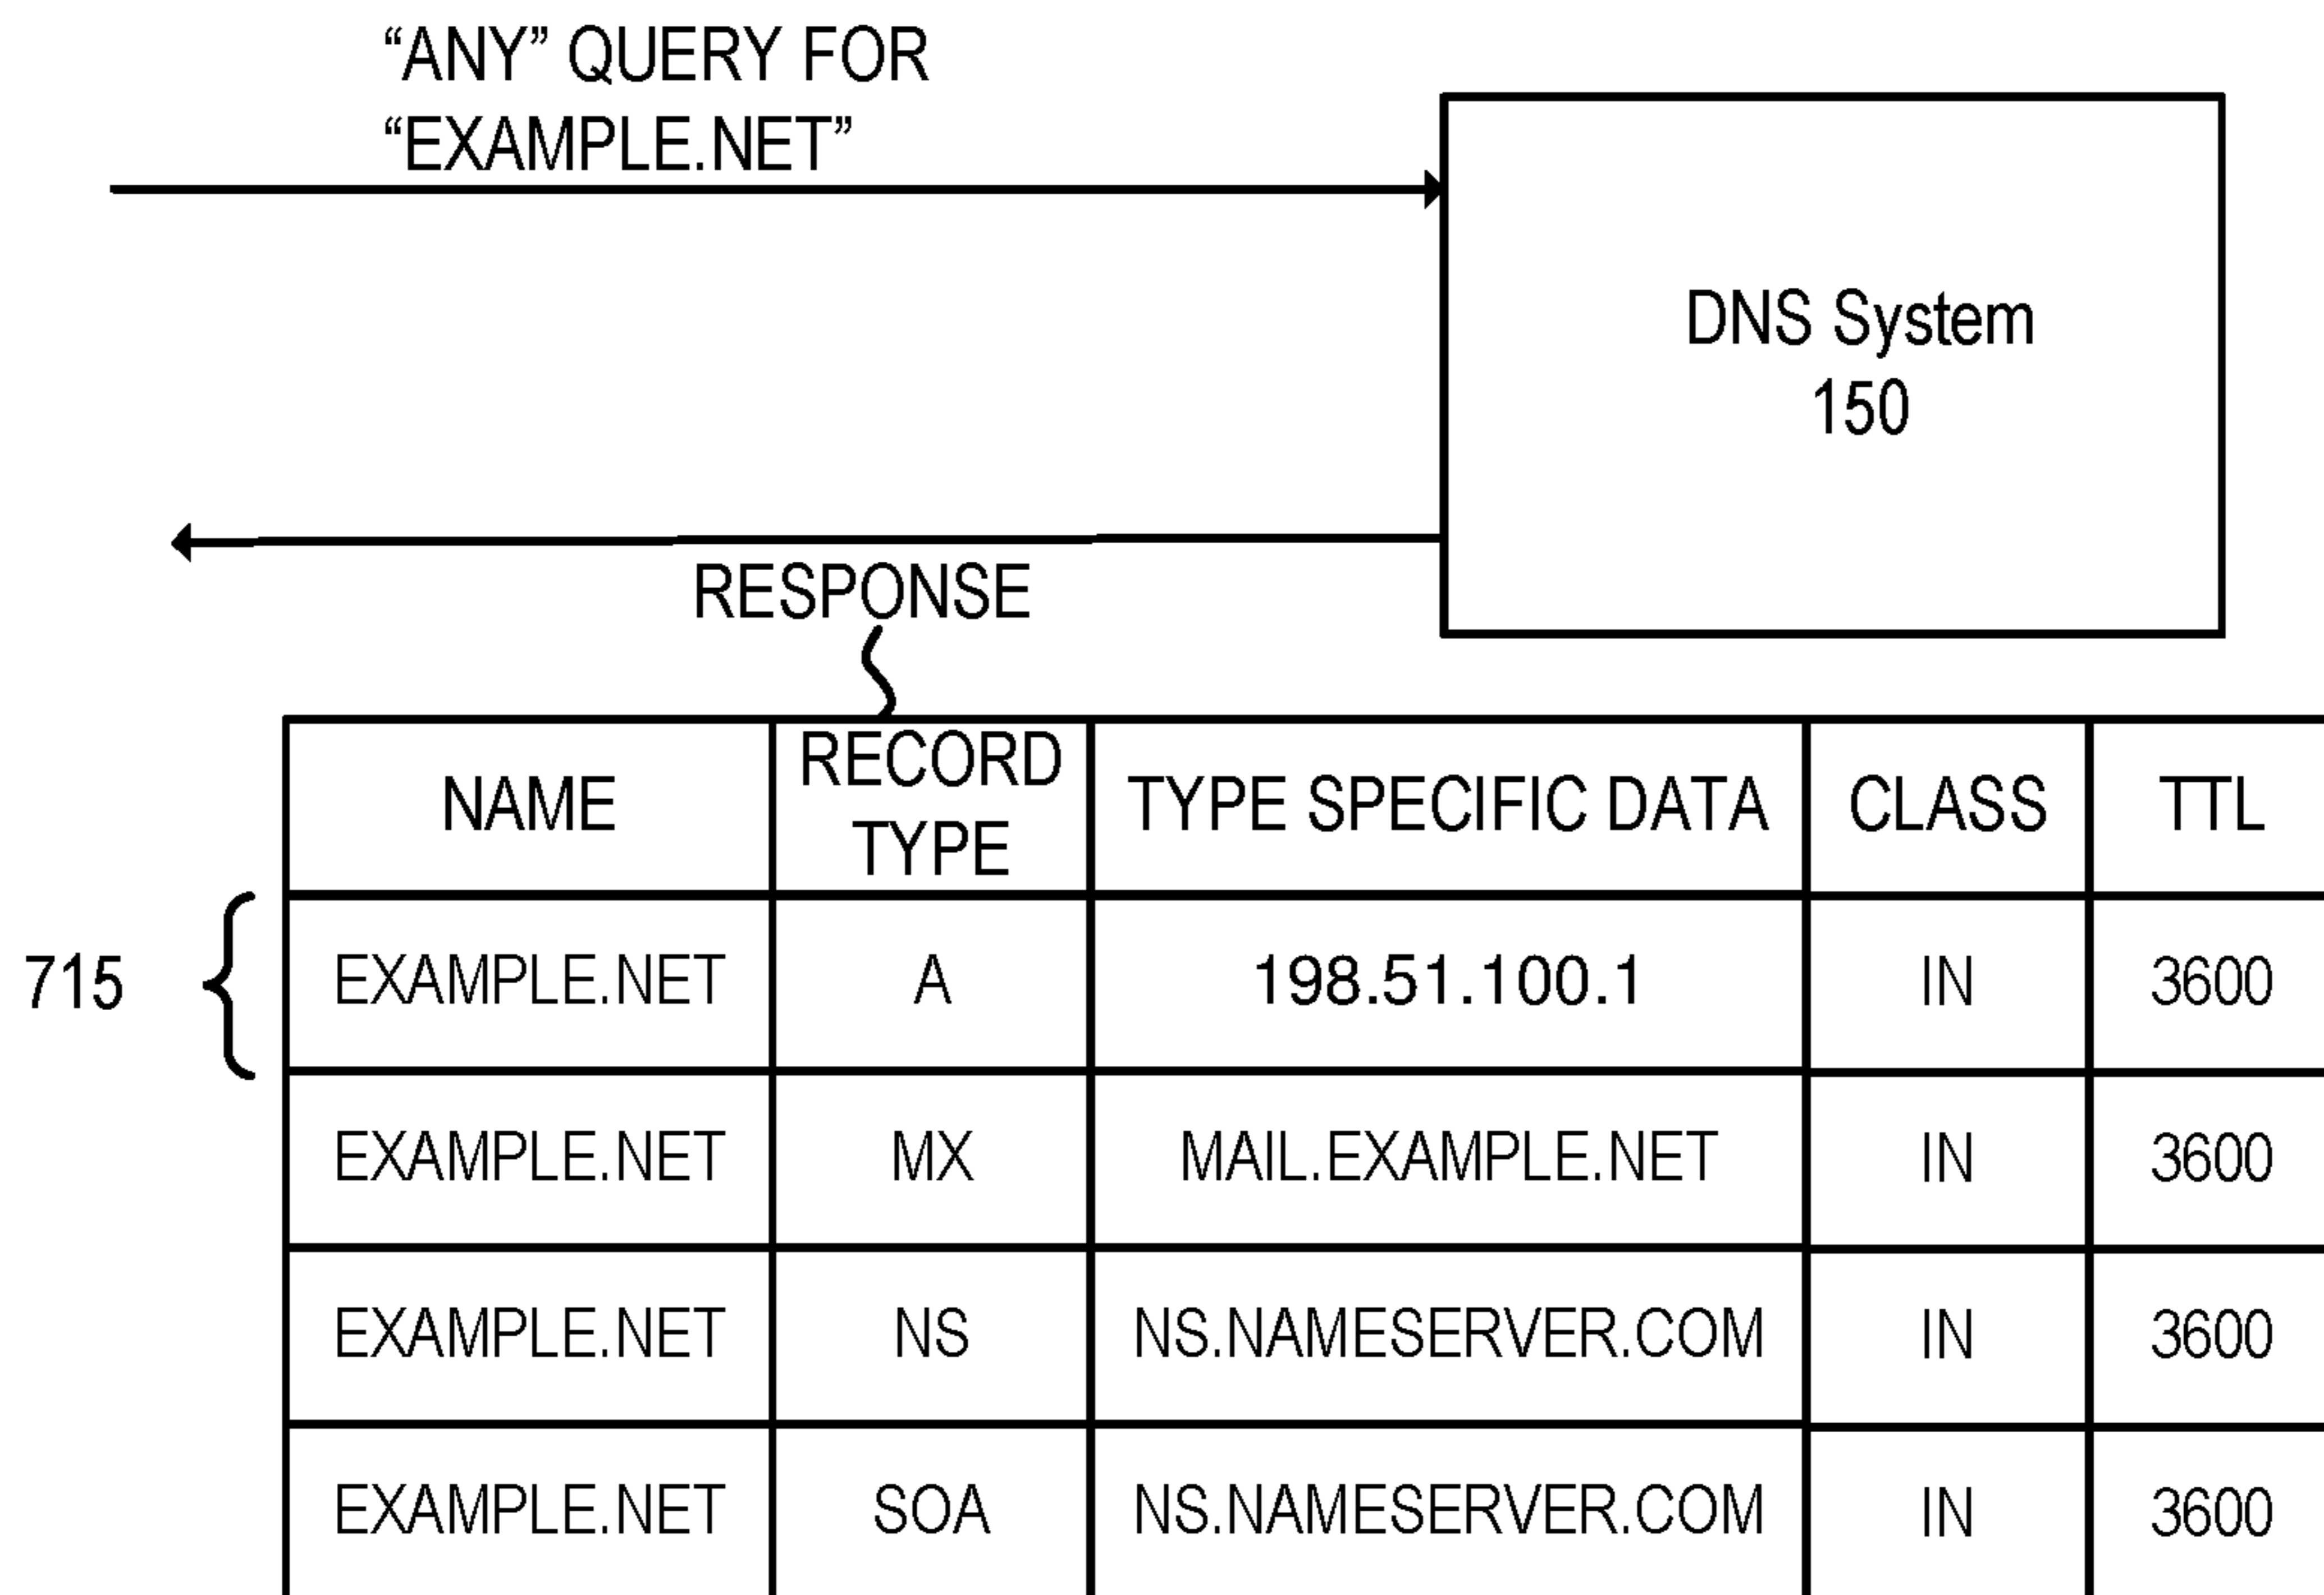 “ANY” QUERY FOR
“EXAMPLE.NET”
DNS System
150
RESPONSE
NAME RECORD TYPE TYPE SPECIFIC DATA CLASS TTL
715 EXAMPLE.NET A 198.51.100.1 IN 3600
EXAMPLE.NET MX MAIL.EXAMPLE.NET IN 3600
EXAMPLE.NET NS NS.NAMESERVER.COM IN 3600
EXAMPLE.NET SOA NS.NAMESERVER.COM IN 3600